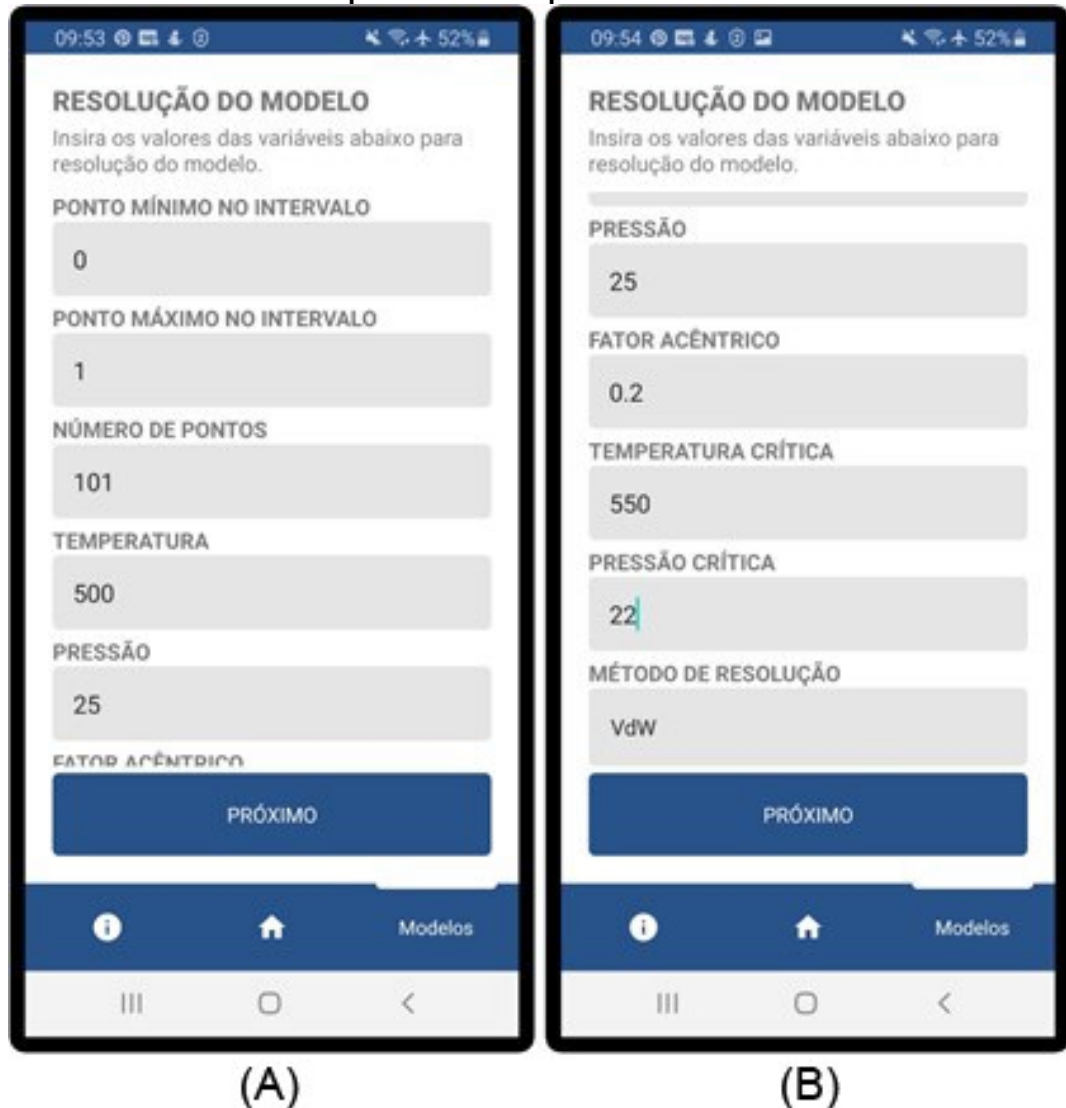 09:53 52%
RESOLUÇÃO DO MODELO
Insira os valores das variáveis abaixo para
resolução do modelo.
PONTO MÍNIMO NO INTERVALO
0
PONTO MÁXIMO NO INTERVALO
1
NÚMERO DE PONTOS
101
TEMPERATURA
500
PRESSÃO
25
FATOR ACÊNTRICO
PRÓXIMO
Modelos
(A)
09:54 52%
RESOLUÇÃO DO MODELO
Insira os valores das variáveis abaixo para
resolução do modelo.
PRESSÃO
25
FATOR ACÊNTRICO
0.2
TEMPERATURA CRÍTICA
550
PRESSÃO CRÍTICA
22
MÉTODO DE RESOLUÇÃO
VdW
PRÓXIMO
Modelos
(B)